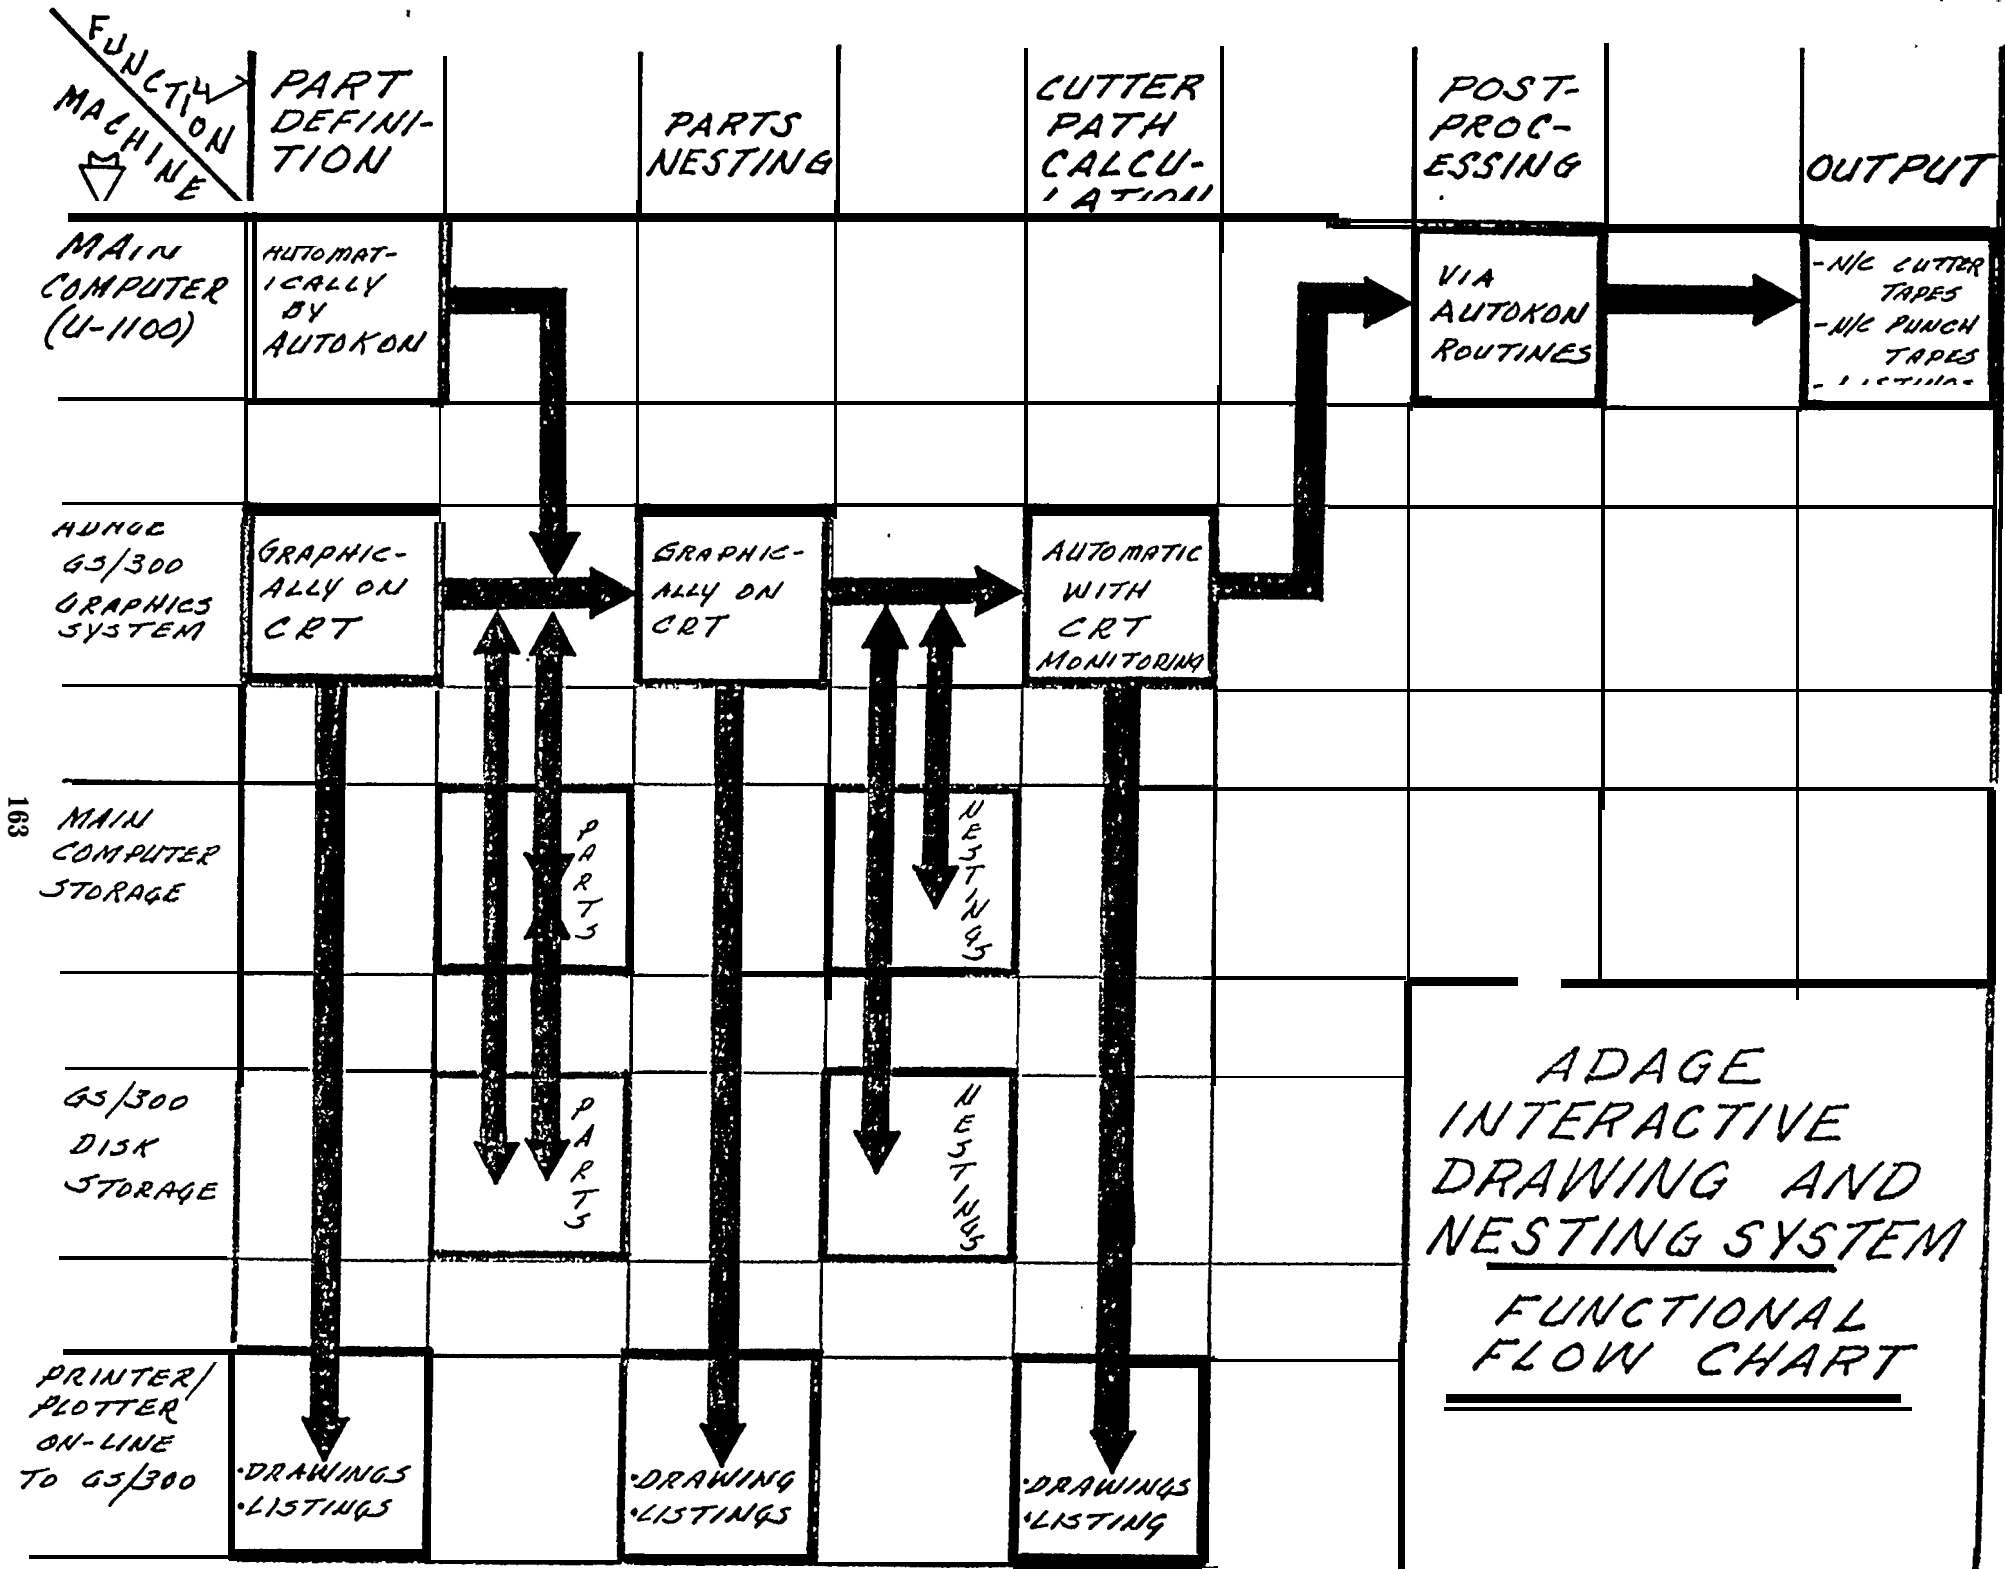 FUNCTION
MACHINE
PART
DEFINI-
TION
PARTS
NESTING
CUTTER
PATH
CALCU-
LATION
POST-
PROC-
ESSING
OUTPUT
MAIN
COMPUTER
(U-1100)
AUTOMAT-
ICALLY
BY
AUTOKON
VIA
AUTOKON
ROUTINES
-N/C CUTTER
TAPES
-N/C PUNCH
TAPES
- LISTINGS
ADAGE
GS/300
GRAPHICS
SYSTEM
GRAPHIC-
ALLY ON
CRT
GRAPHIC-
ALLY ON
CRT
AUTOMATIC
WITH
CRT
MONITORING
163
MAIN
COMPUTER
STORAGE
PARTS
NESTINGS
GS/300
DISK
STORAGE
PARTS
NESTINGS
PRINTER/
PLOTTER
ON-LINE
TO GS/300
•DRAWINGS
•LISTINGS
•DRAWING
•LISTINGS
•DRAWINGS
•LISTING
ADAGE
INTERACTIVE
DRAWING AND
NESTING SYSTEM
FUNCTIONAL
FLOW CHART